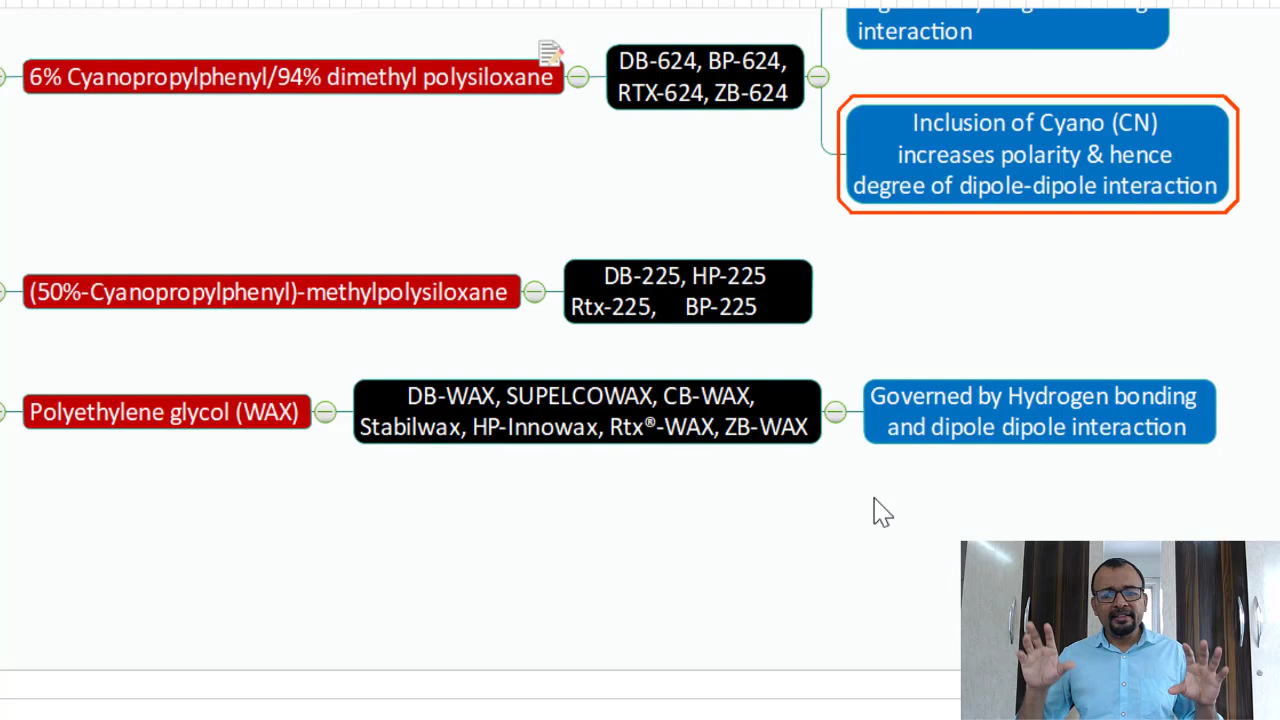 interaction
6% Cyanopropylphenyl/94% dimethyl polysiloxane
DB-624, BP-624,
RTX-624, ZB-624
Inclusion of Cyano (CN)
increases polarity & hence
degree of dipole-dipole interaction
(50%-Cyanopropylphenyl)-methylpolysiloxane
DB-225, HP-225
Rtx-225, BP-225
Polyethylene glycol (WAX)
DB-WAX, SUPELCOWAX, CB-WAX,
Stabilwax, HP-Innowax, Rtx®-WAX, ZB-WAX
Governed by Hydrogen bonding
and dipole dipole interaction